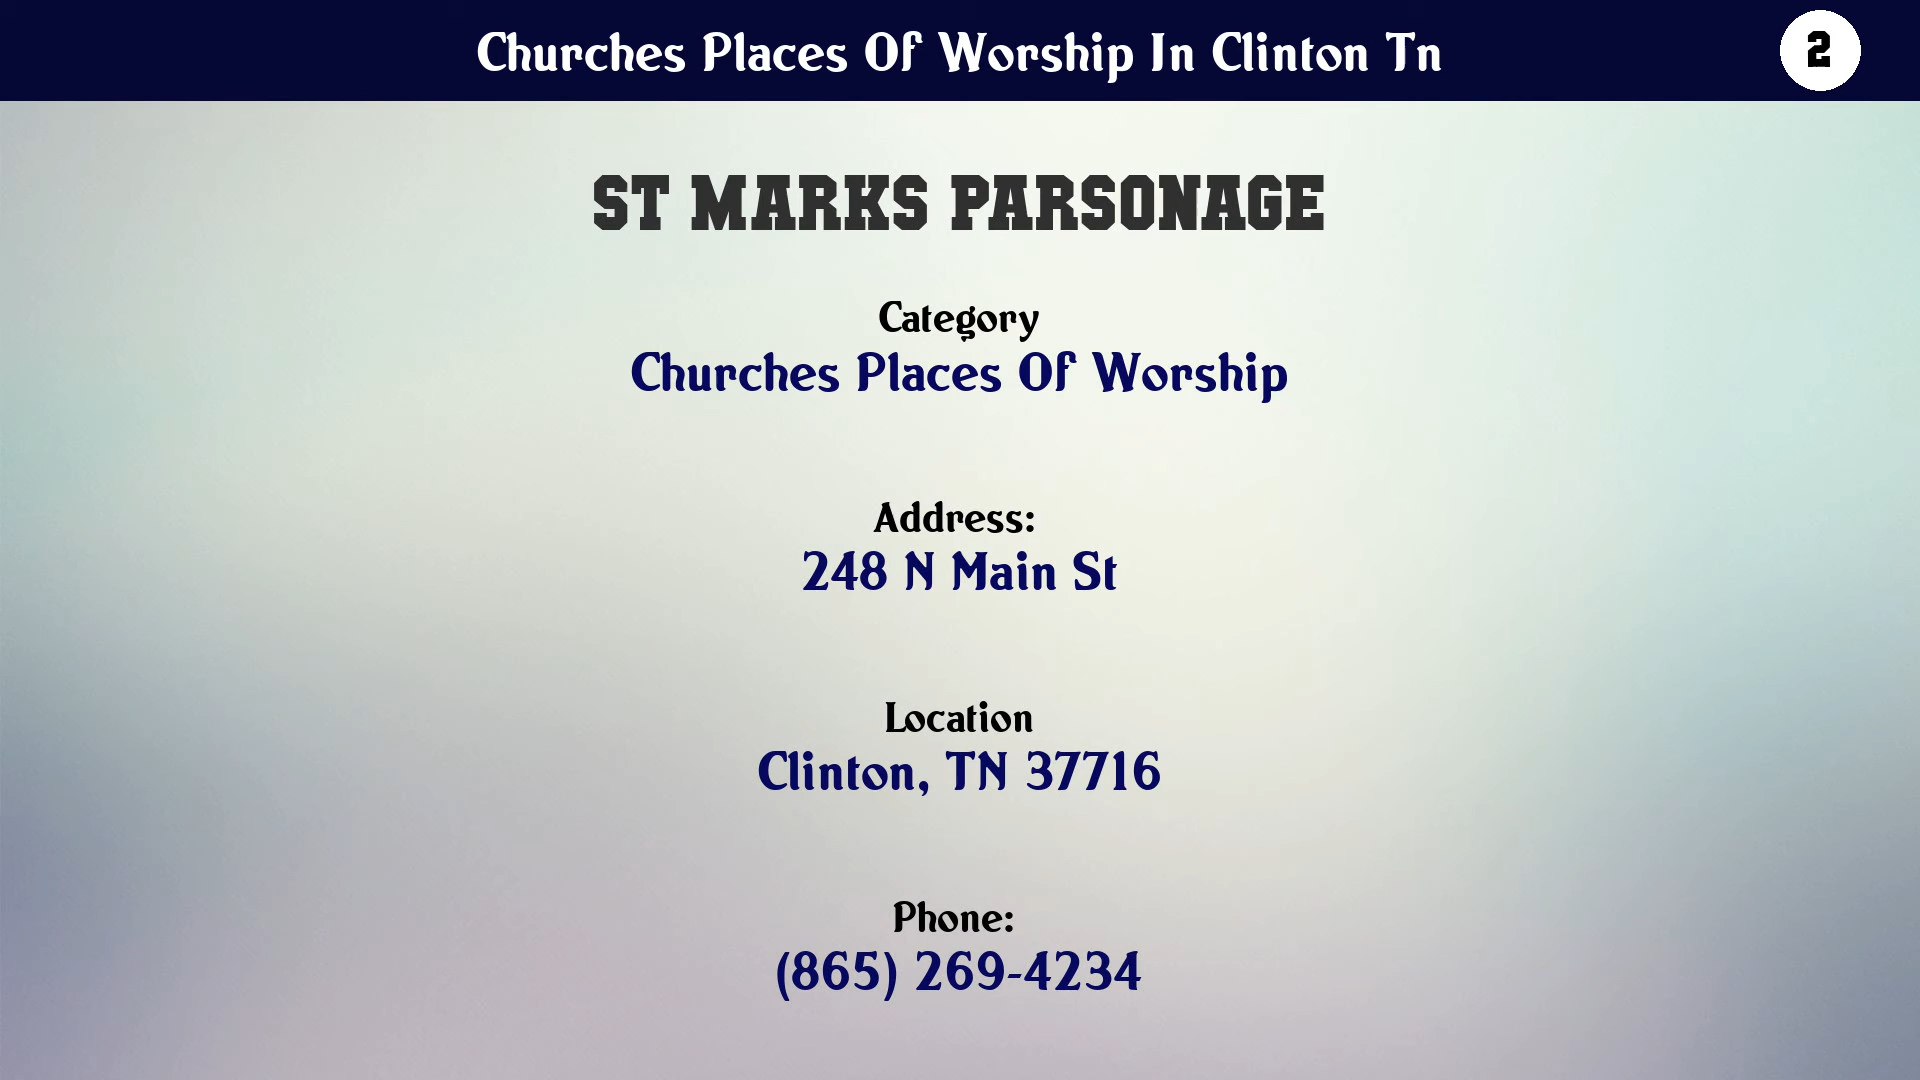 Churches Places Of Worship In Clinton Tn
2
ST MARKS PARSONAGE
Category
Churches Places Of Worship
Address:
248 N Main St
Location
Clinton, TN 37716
Phone:
(865) 269-4234